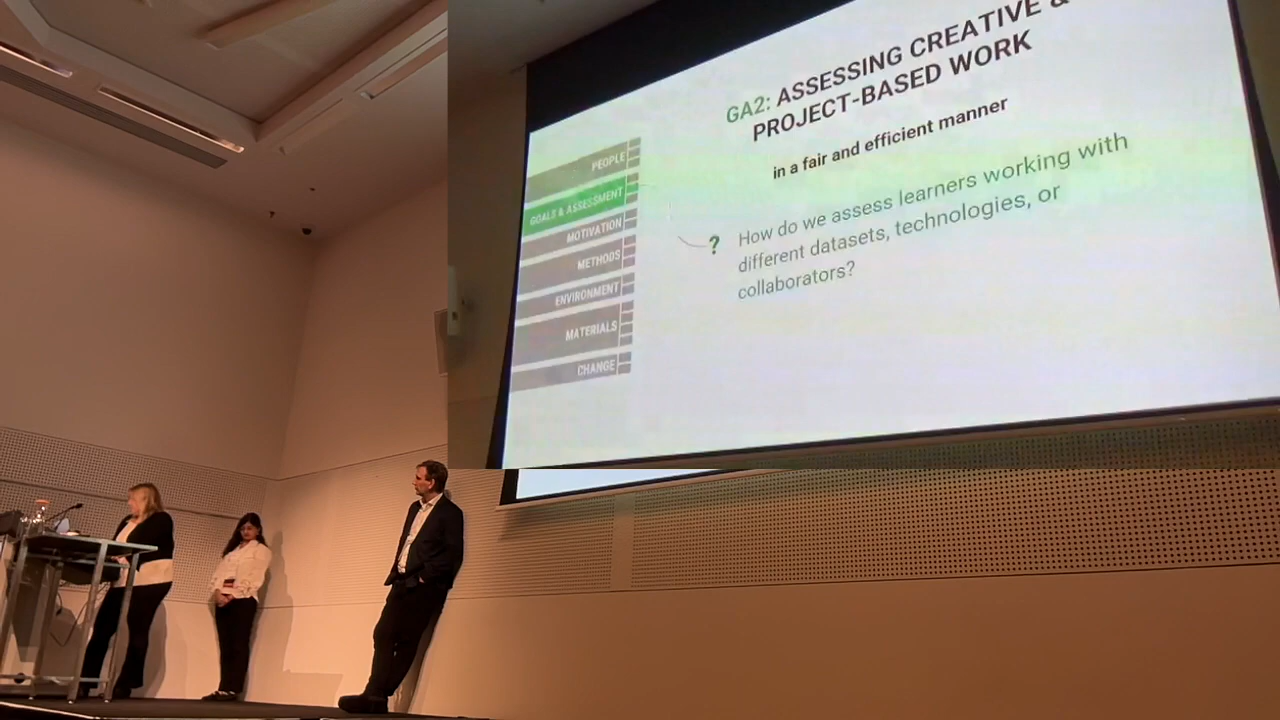 GA2: ASSESSING CREATIVE &
PROJECT-BASED WORK
in a fair and efficient manner
PEOPLE
GOALS & ASSESSMENT
MOTIVATION
METHODS
ENVIRONMENT
MATERIALS
CHANGE
? How do we assess learners working with
different datasets, technologies, or
collaborators?